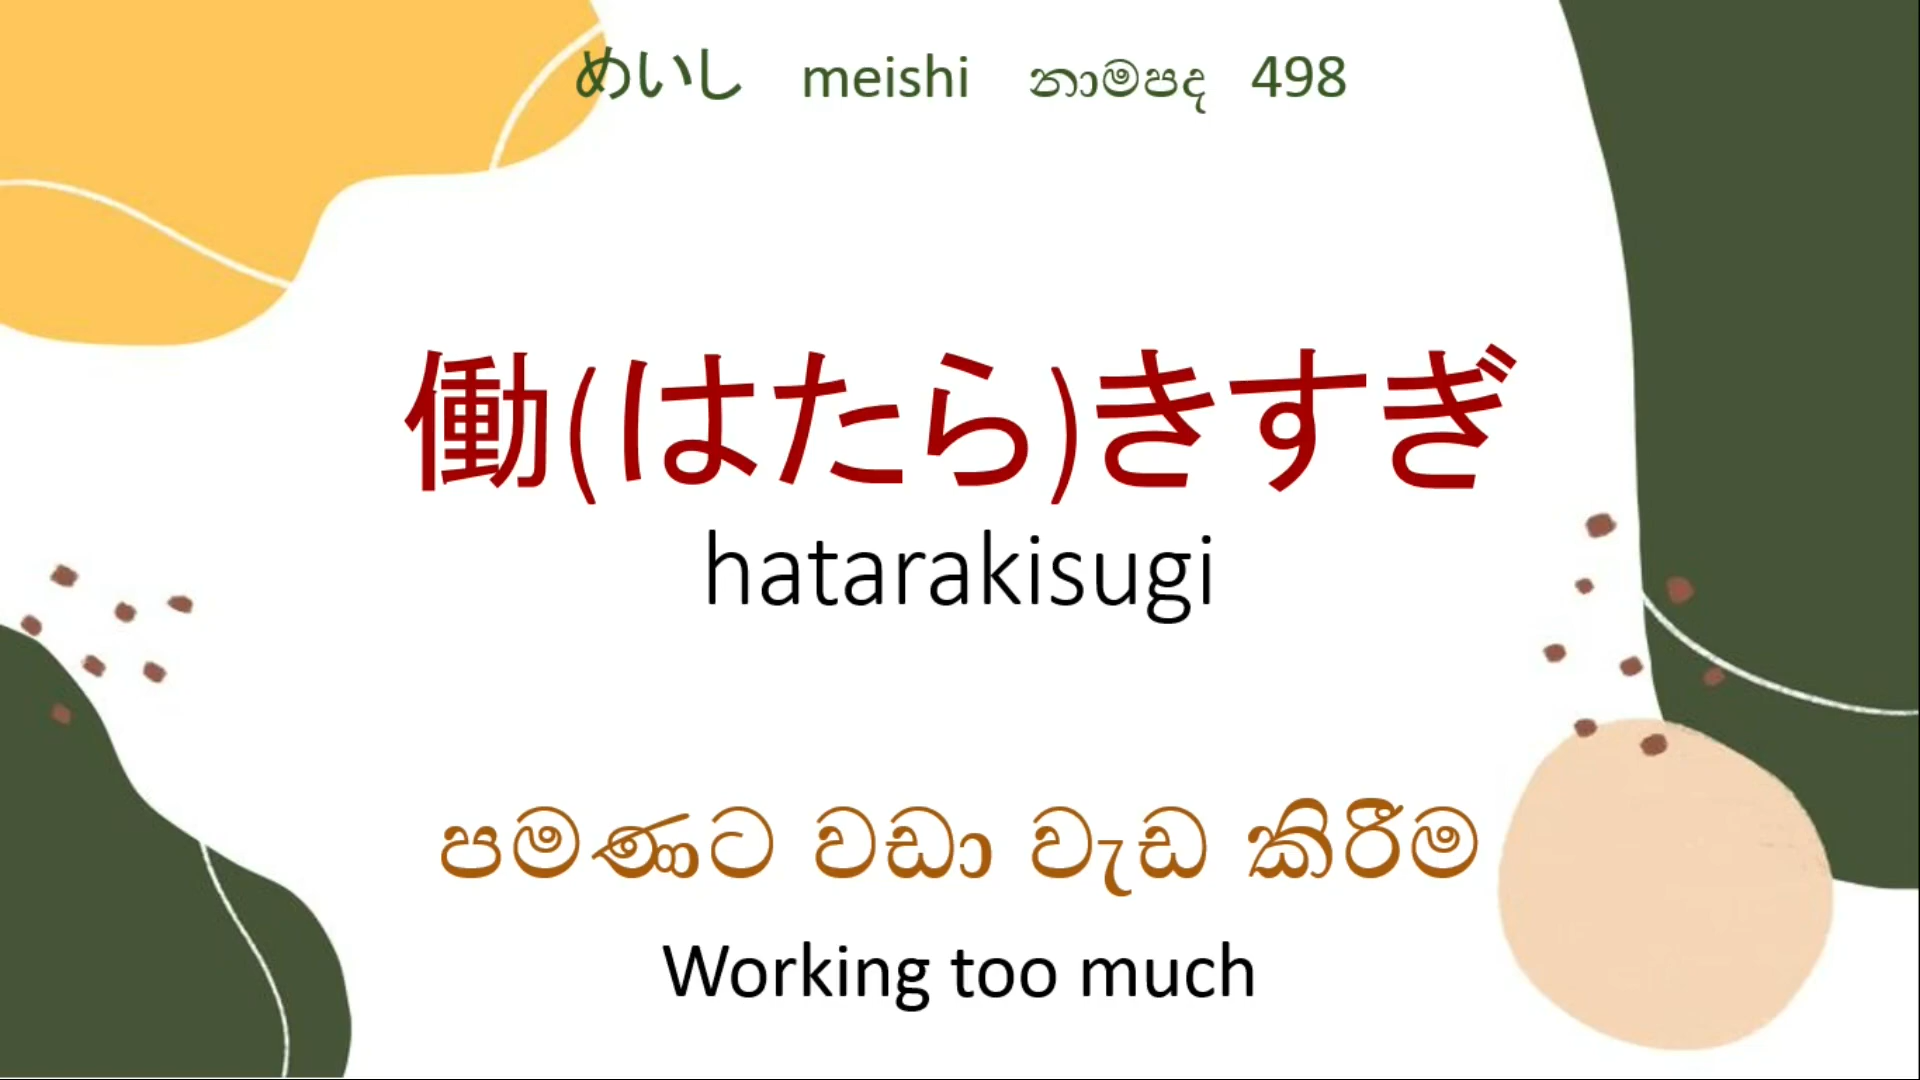 めいし meishi නාමපද 498
働(はたら)きすぎ
hatarakisugi
පමණට වඩා වැඩ කිරීම
Working too much